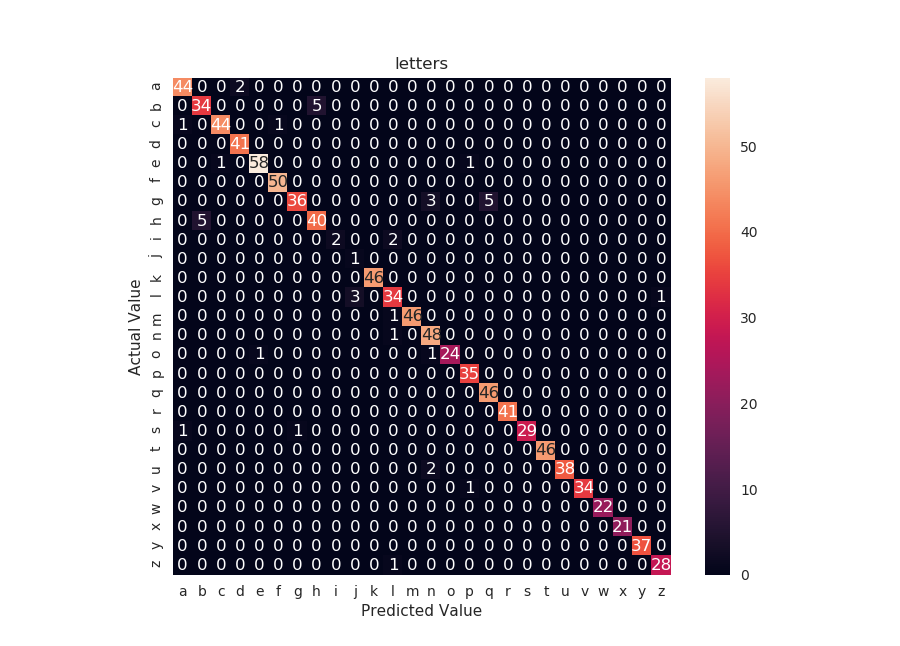 letters
a 44 0 0 2 0 0 0 0 0 0 0 0 0 0 0 0 0 0 0 0 0 0 0 0 0 0
b 0 34 0 0 0 0 0 5 0 0 0 0 0 0 0 0 0 0 0 0 0 0 0 0 0 0
c 1 0 44 0 0 1 0 0 0 0 0 0 0 0 0 0 0 0 0 0 0 0 0 0 0 0
d 0 0 0 41 0 0 0 0 0 0 0 0 0 0 0 0 0 0 0 0 0 0 0 0 0 0
e 0 0 1 0 58 0 0 0 0 0 0 0 0 0 0 1 0 0 0 0 0 0 0 0 0 0
f 0 0 0 0 0 50 0 0 0 0 0 0 0 0 0 0 0 0 0 0 0 0 0 0 0 0
g 0 0 0 0 0 0 36 0 0 0 0 0 0 3 0 0 5 0 0 0 0 0 0 0 0 0
h 0 5 0 0 0 0 0 40 0 0 0 0 0 0 0 0 0 0 0 0 0 0 0 0 0 0
i 0 0 0 0 0 0 0 0 2 0 0 2 0 0 0 0 0 0 0 0 0 0 0 0 0 0
j 0 0 0 0 0 0 0 0 0 1 0 0 0 0 0 0 0 0 0 0 0 0 0 0 0 0
k 0 0 0 0 0 0 0 0 0 0 46 0 0 0 0 0 0 0 0 0 0 0 0 0 0 0
l 0 0 0 0 0 0 0 0 0 3 0 34 0 0 0 0 0 0 0 0 0 0 0 0 0 1
m 0 0 0 0 0 0 0 0 0 0 0 1 46 0 0 0 0 0 0 0 0 0 0 0 0 0
n 0 0 0 0 0 0 0 0 0 0 0 1 0 48 0 0 0 0 0 0 0 0 0 0 0 0
o 0 0 0 0 1 0 0 0 0 0 0 0 0 1 24 0 0 0 0 0 0 0 0 0 0 0
p 0 0 0 0 0 0 0 0 0 0 0 0 0 0 0 35 0 0 0 0 0 0 0 0 0 0
q 0 0 0 0 0 0 0 0 0 0 0 0 0 0 0 0 46 0 0 0 0 0 0 0 0 0
r 0 0 0 0 0 0 0 0 0 0 0 0 0 0 0 0 0 41 0 0 0 0 0 0 0 0
s 1 0 0 0 0 0 1 0 0 0 0 0 0 0 0 0 0 0 29 0 0 0 0 0 0 0
t 0 0 0 0 0 0 0 0 0 0 0 0 0 0 0 0 0 0 0 46 0 0 0 0 0 0
u 0 0 0 0 0 0 0 0 0 0 0 0 0 2 0 0 0 0 0 0 38 0 0 0 0 0
v 0 0 0 0 0 0 0 0 0 0 0 0 0 0 0 1 0 0 0 0 0 34 0 0 0 0
w 0 0 0 0 0 0 0 0 0 0 0 0 0 0 0 0 0 0 0 0 0 0 22 0 0 0
x 0 0 0 0 0 0 0 0 0 0 0 0 0 0 0 0 0 0 0 0 0 0 0 21 0 0
y 0 0 0 0 0 0 0 0 0 0 0 0 0 0 0 0 0 0 0 0 0 0 0 0 37 0
z 0 0 0 0 0 0 0 0 0 0 0 1 0 0 0 0 0 0 0 0 0 0 0 0 0 28
a b c d e f g h i j k l m n o p q r s t u v w x y z
Predicted Value
Actual Value
50
40
30
20
10
0